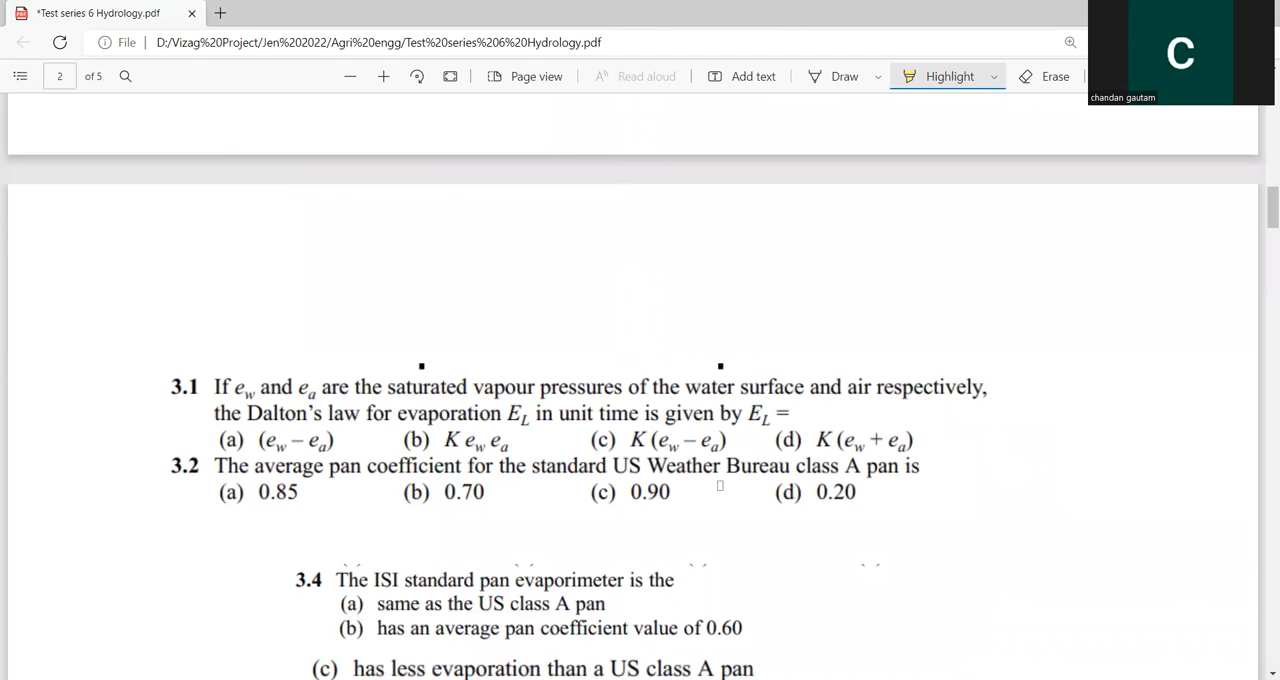 *Test series 6 Hydrology.pdf
File D:/Vizag%20Project/Jen%202022/Agri%20engg/Test%20series%206%20Hydrology.pdf
2 of 5 Page view Read aloud Add text Draw Highlight Erase
C
chandan gautam
3.1 If e_w and e_a are the saturated vapour pressures of the water surface and air respectively,
the Dalton's law for evaporation E_L in unit time is given by E_L =
(a) (e_w – e_a) (b) K e_w e_a (c) K (e_w – e_a) (d) K (e_w + e_a)
3.2 The average pan coefficient for the standard US Weather Bureau class A pan is
(a) 0.85 (b) 0.70 (c) 0.90 (d) 0.20
3.4 The ISI standard pan evaporimeter is the
(a) same as the US class A pan
(b) has an average pan coefficient value of 0.60
(c) has less evaporation than a US class A pan